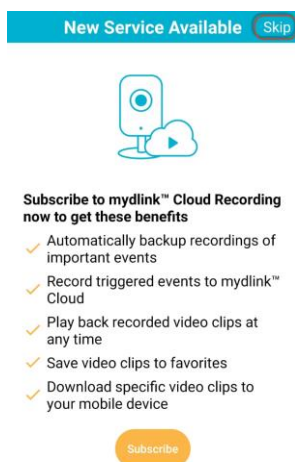 New Service Available Skip
Subscribe to mydlink™ Cloud Recording
now to get these benefits
Automatically backup recordings of
important events
Record triggered events to mydlink™
Cloud
Play back recorded video clips at
any time
Save video clips to favorites
Download specific video clips to
your mobile device
Subscribe